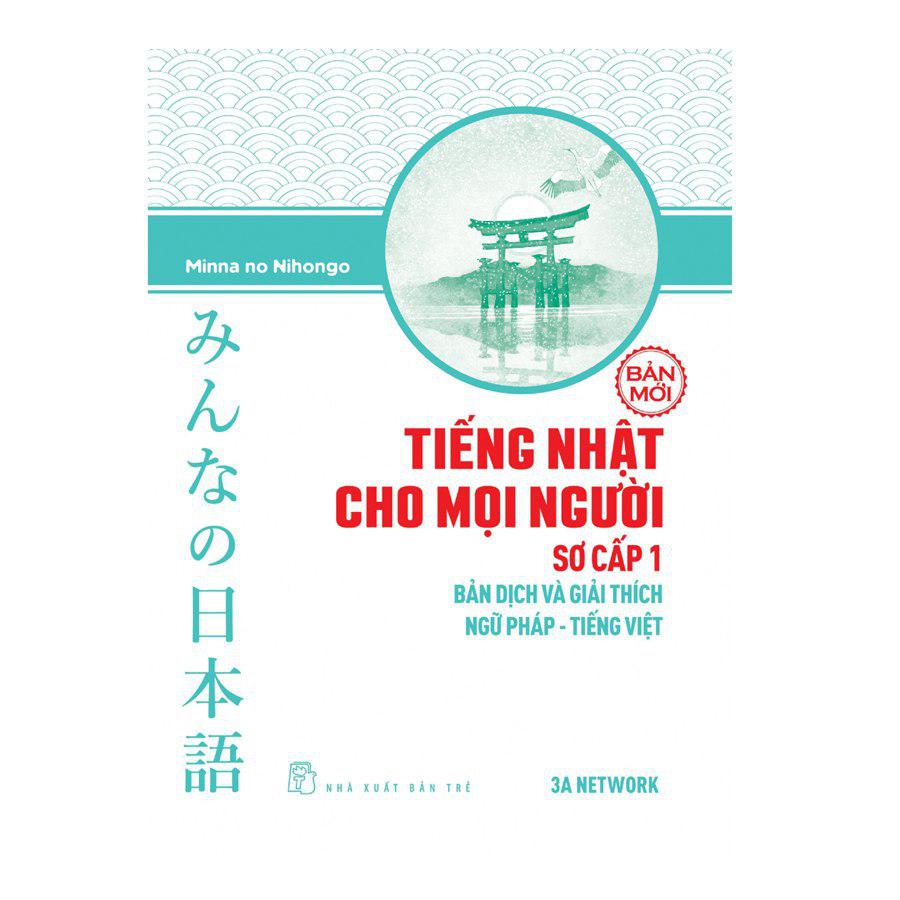 Minna no Nihongo
みんなの日本語
BẢN
MỚI
TIẾNG NHẬT
CHO MỌI NGƯỜI
SƠ CẤP 1
BẢN DỊCH VÀ GIẢI THÍCH
NGỮ PHÁP - TIẾNG VIỆT
NHÀ XUẤT BẢN TRẺ
3A NETWORK